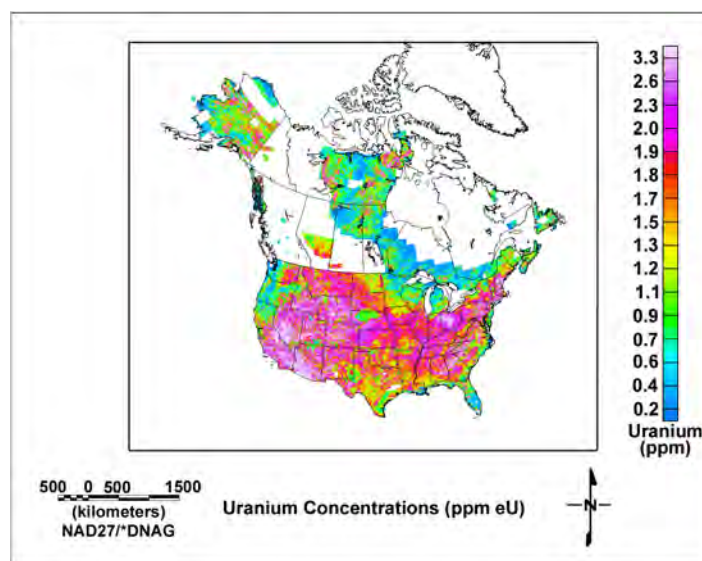 3.3
2.6
2.3
2.0
1.9
1.8
1.7
1.5
1.3
1.2
1.1
0.9
0.7
0.6
0.4
0.2
Uranium
(ppm)
500 0 500 1500
(kilometers)
NAD27/*DNAG
Uranium Concentrations (ppm eU)
N